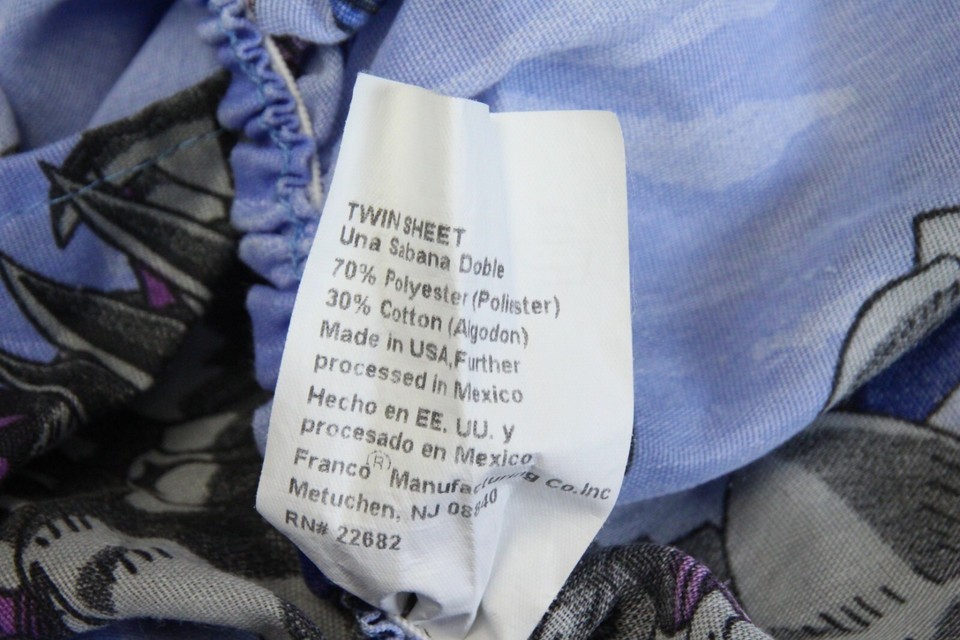 TWIN SHEET
Una Sabana Doble
70% Polyester (Poliester)
30% Cotton (Algodon)
Made in USA, Further
processed in Mexico
Hecho en EE. UU. y
procesado en Mexico
Franco® Manufacturing Co.Inc
Metuchen, NJ 08840
RN# 22682